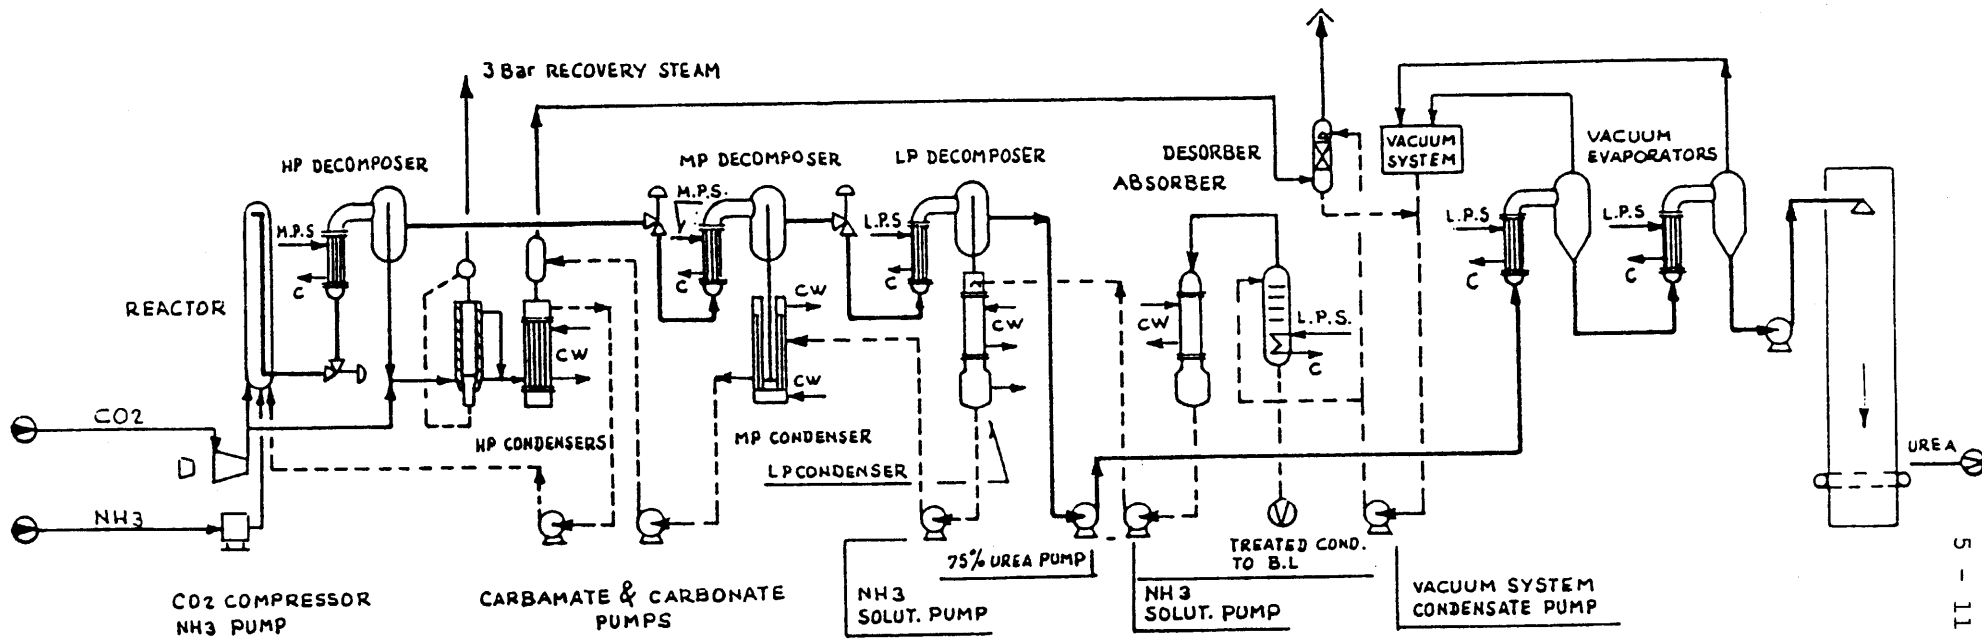 3 Bar RECOVERY STEAM
HP DECOMPOSER
MP DECOMPOSER
LP DECOMPOSER
DESORBER
ABSORBER
VACUUM
SYSTEM
VACUUM
EVAPORATORS
M.P.S
C
M.P.S.
C
L.P.S
C
L.P.S
C
L.P.S
C
REACTOR
CW
CW
CW
CW
CW
L.P.S.
C
CO2
HP CONDENSERS
MP CONDENSER
LP CONDENSER
NH3
UREA
75% UREA PUMP
TREATED COND.
TO B.L
CO2 COMPRESSOR
NH3 PUMP
CARBAMATE & CARBONATE
PUMPS
NH3
SOLUT. PUMP
NH3
SOLUT. PUMP
VACUUM SYSTEM
CONDENSATE PUMP
5 - 11